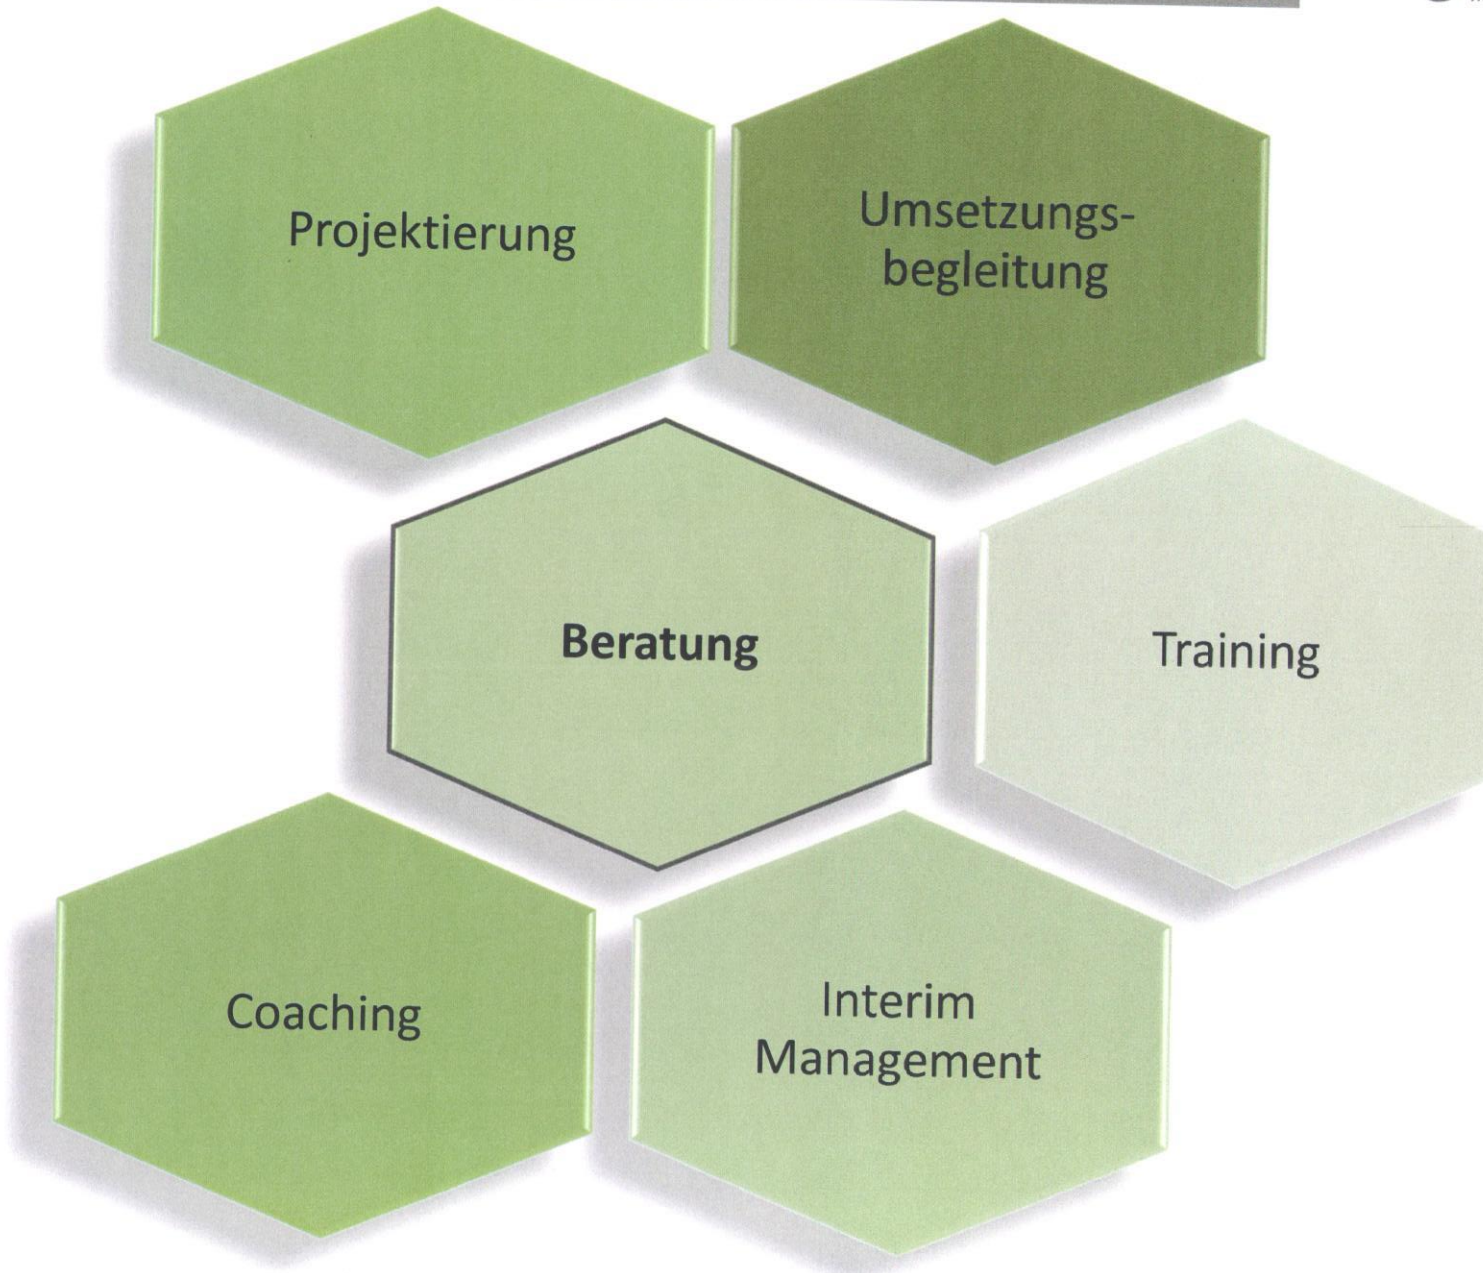 Projektierung
Umsetzungs-
begleitung
Beratung
Training
Coaching
Interim
Management